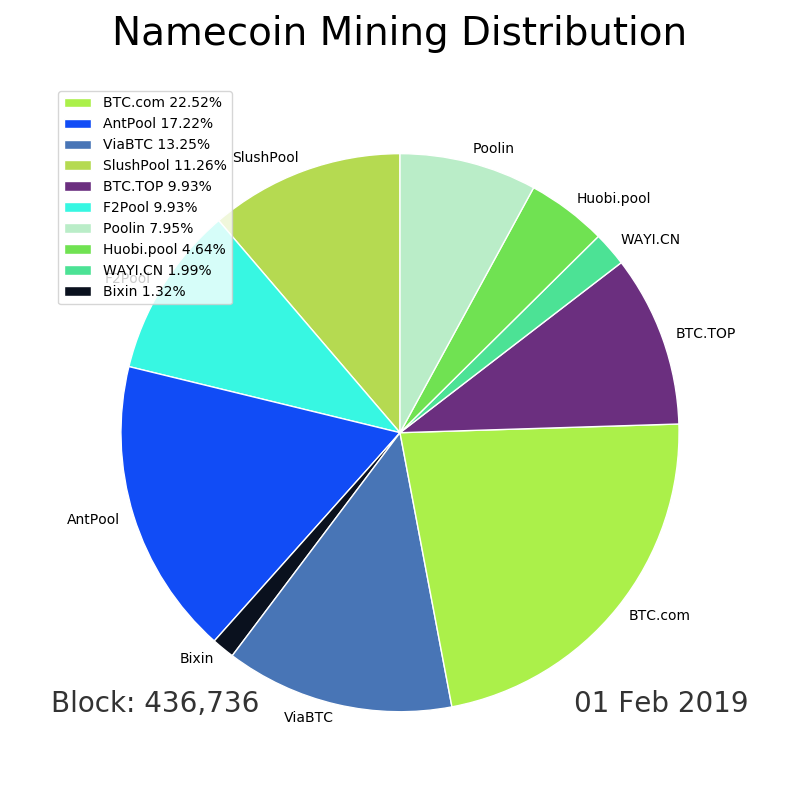 Namecoin Mining Distribution
BTC.com 22.52%
AntPool 17.22%
ViaBTC 13.25%
SlushPool 11.26%
BTC.TOP 9.93%
F2Pool 9.93%
Poolin 7.95%
Huobi.pool 4.64%
WAYI.CN 1.99%
Bixin 1.32%
SlushPool
Poolin
Huobi.pool
WAYI.CN
BTC.TOP
F2Pool
AntPool
BTC.com
Bixin
ViaBTC
Block: 436,736
01 Feb 2019